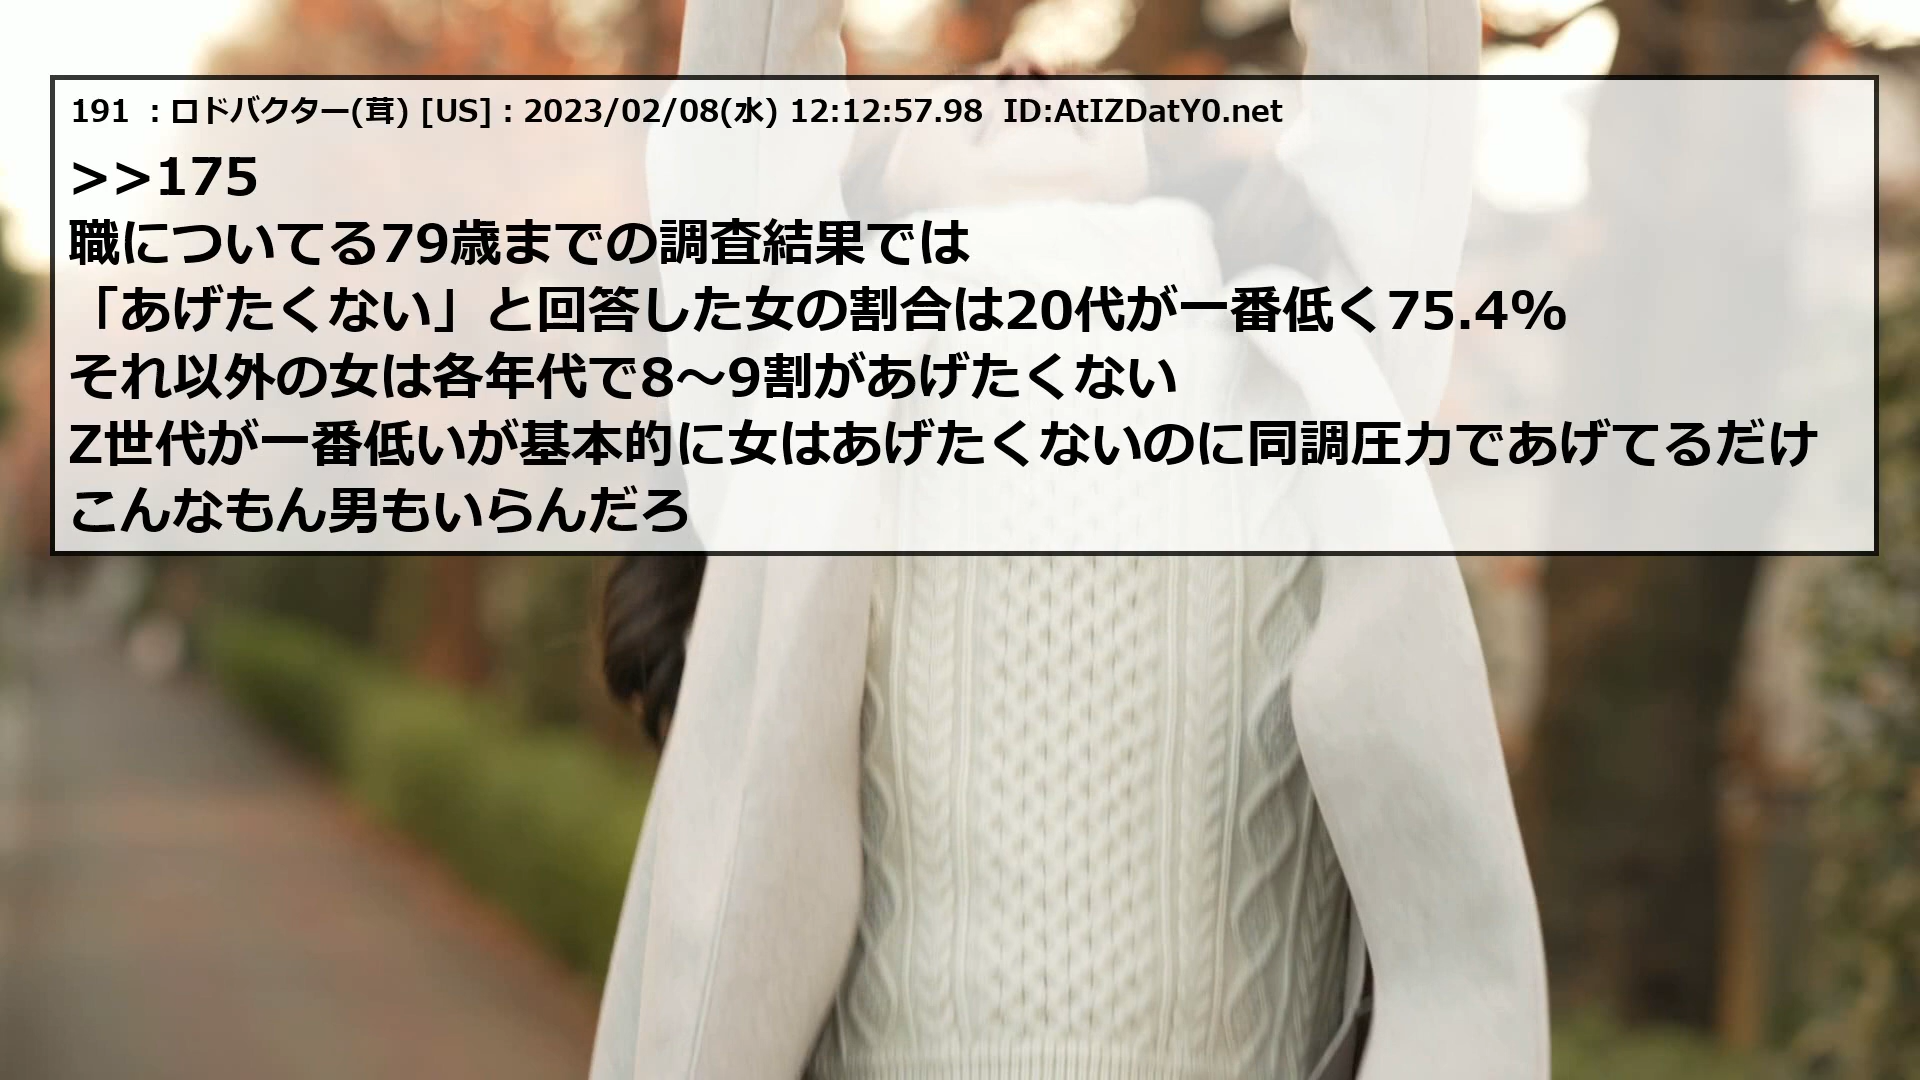 191 ：ロドバクター(茸) [US]：2023/02/08(水) 12:12:57.98 ID:AtIZDatY0.net
>>175
職についてる79歳までの調査結果では
「あげたくない」と回答した女の割合は20代が一番低く75.4%
それ以外の女は各年代で8～9割があげたくない
Z世代が一番低いが基本的に女はあげたくないのに同調圧力であげてるだけ
こんなもん男もいらんだろ